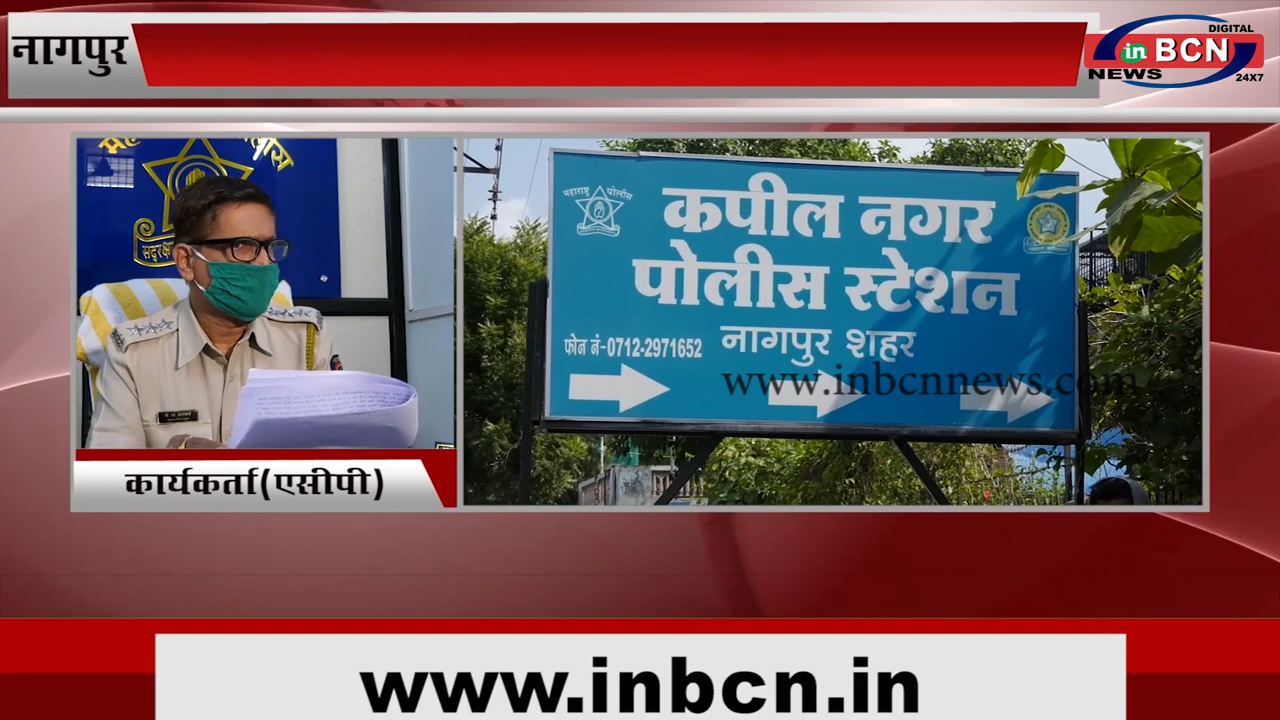 नागपुर
DIGITAL
in BCN
NEWS 24X7
पोलीस
महाराष्ट्र पोलीस
कपील नगर
पोलीस स्टेशन
फोन नं-0712-2971652 नागपुर शहर
www.inbcnnews.com
कार्यकर्ता(एसीपी)
www.inbcn.in